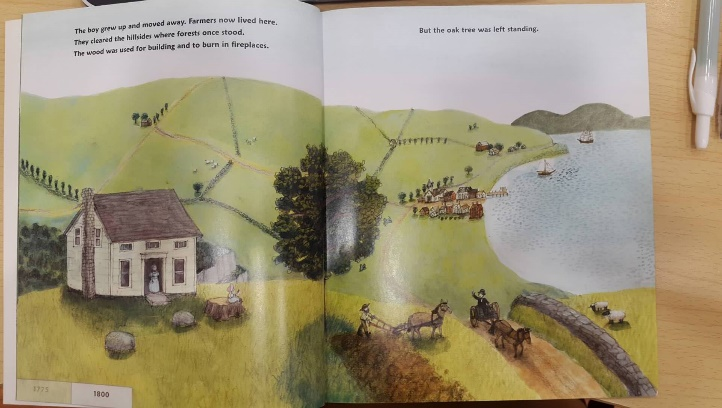 The boy grew up and moved away. Farmers now lived here.
They cleared the hillsides where forests once stood.
The wood was used for building and to burn in fireplaces.
But the oak tree was left standing.
1775
1800